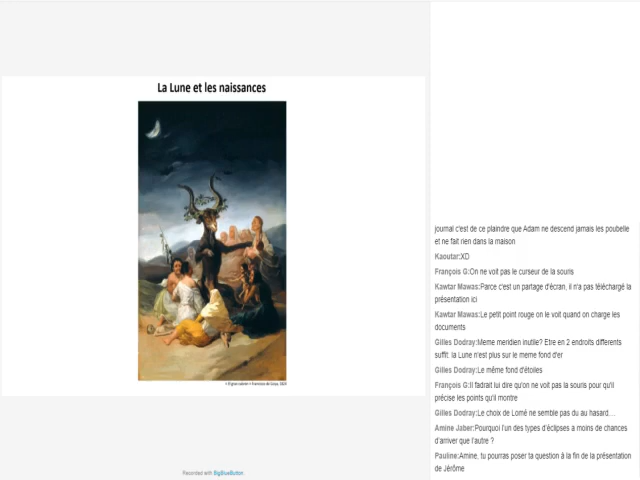 La Lune et les naissances
journal c'est de ce plaindre que Adam ne descend jamais les poubelle
et ne fait rien dans la maison
Kaoutar:XD
François G:On ne voit pas le curseur de la souris
Kawtar Mawas:Parce c'est un partage d'écran, il n'a pas téléchargé la
présentation ici
Kawtar Mawas:Le petit point rouge on le voit quand on charge les
documents
Gilles Dodray:Meme meridien inutile? Etre en 2 endroits differents
suffit: la Lune n'est plus sur le meme fond d'er
Gilles Dodray:Le même fond d'étoiles
François G:Il fadrait lui dire qu'on ne voit pas la souris pour qu'il
précise les points qu'il montre
Gilles Dodray:Le choix de Lomé ne semble pas du au hasard....
Amine Jaber:Pourquoi l'un des types d'éclipses a moins de chances
d'arriver que l'autre ?
Pauline:Amine, tu pourras poser ta question à la fin de la présentation
de Jérôme
Recorded with BigBlueButton.